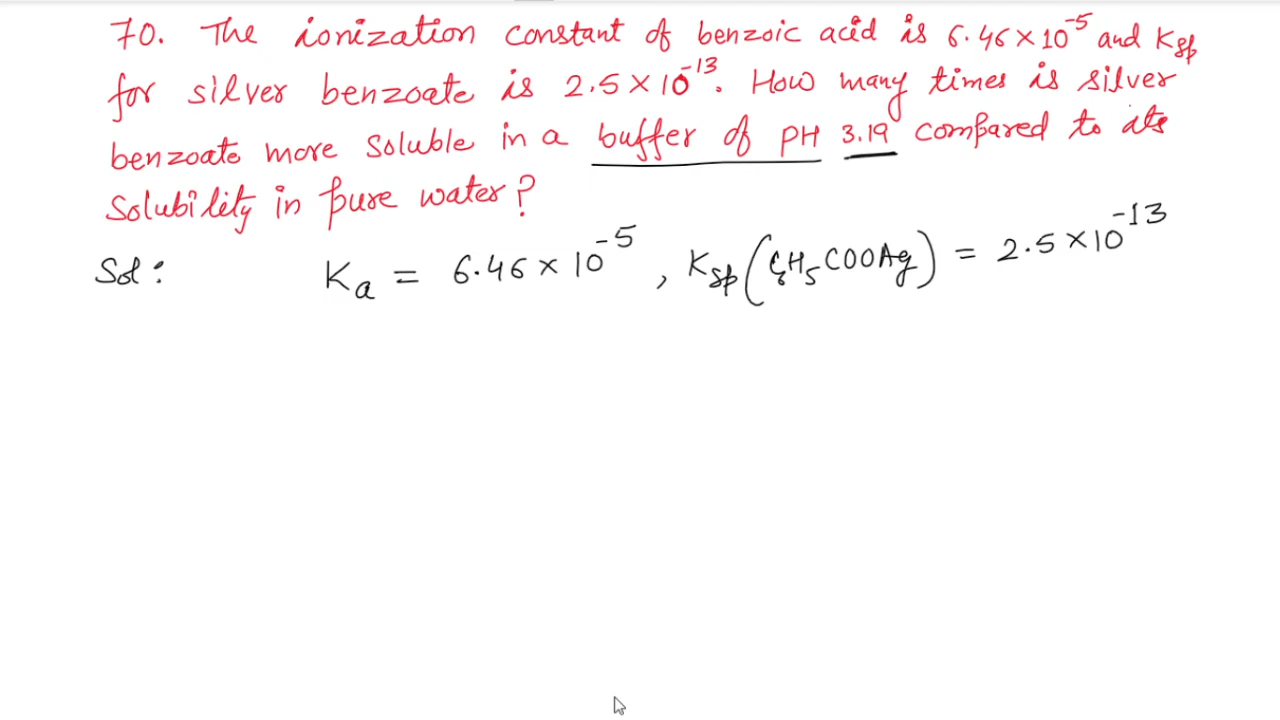 70. The ionization constant of benzoic acid is 6.46 × 10⁻⁵ and Ksp
for silver benzoate is 2.5 × 10⁻¹³. How many times is silver
benzoate more soluble in a buffer of pH 3.19 compared to its
solubility in pure water?
Sol: Ka = 6.46 × 10⁻⁵, Ksp (C₆H₅COOAg) = 2.5 × 10⁻¹³